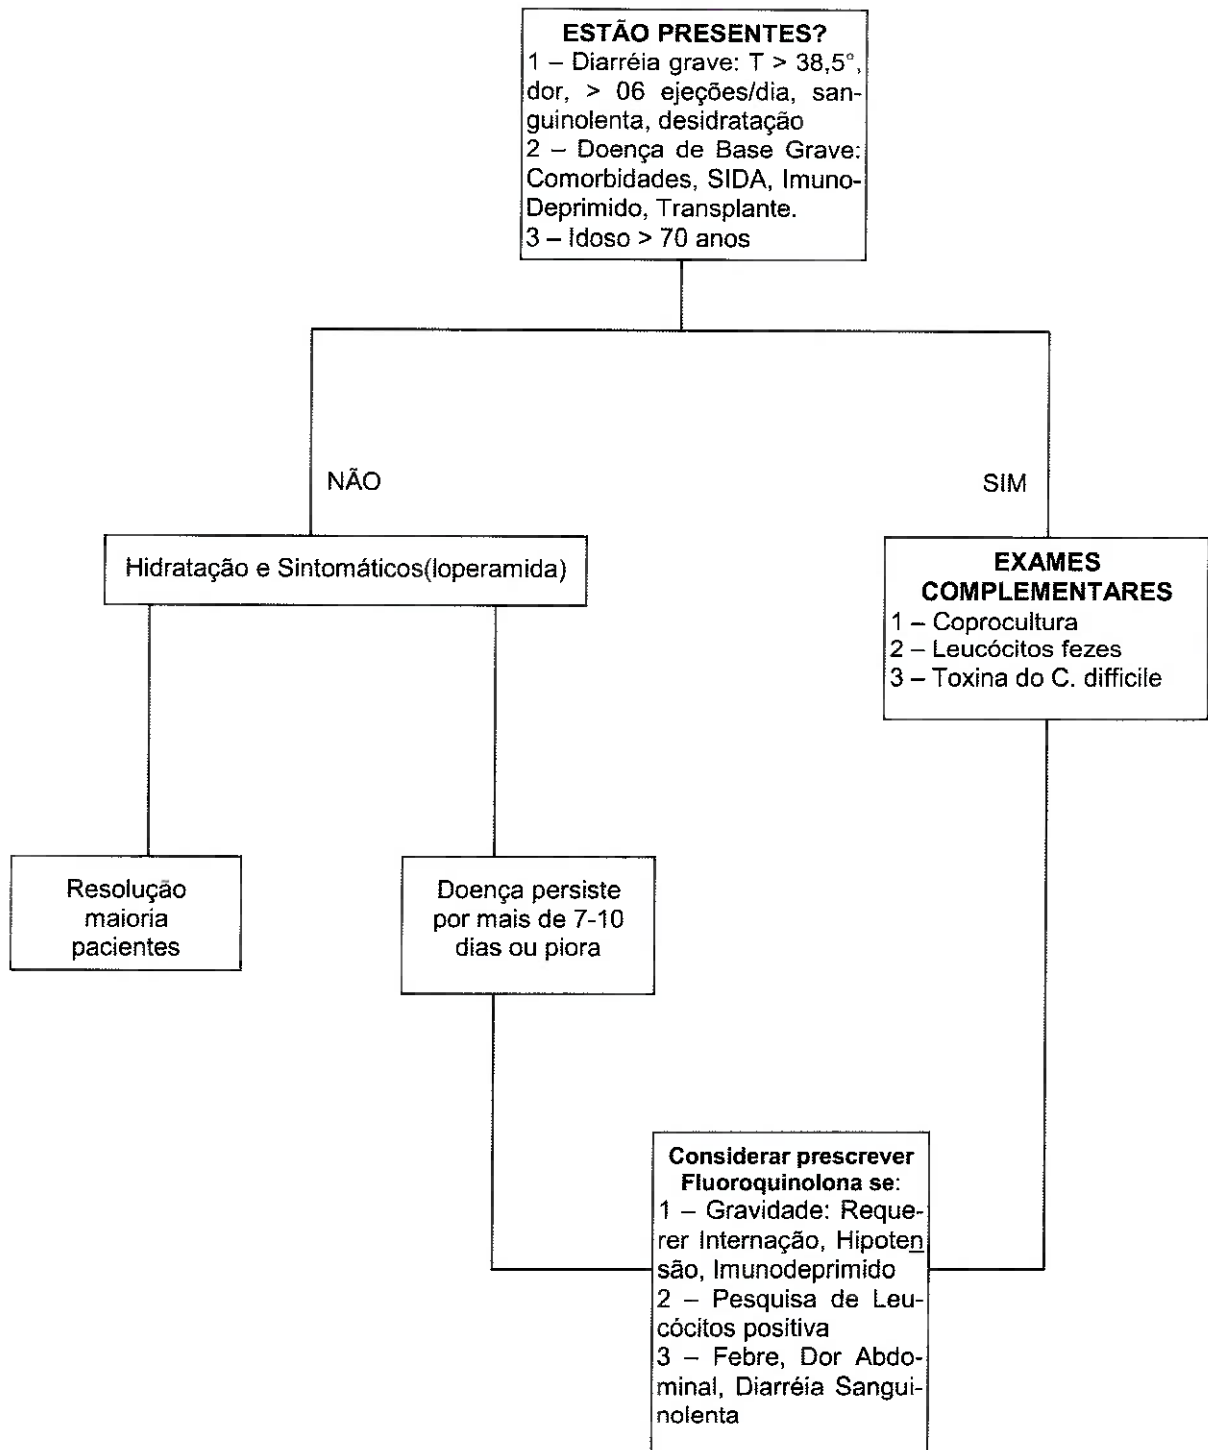 ESTÃO PRESENTES?
1 – Diarréia grave: T > 38,5°,
dor, > 06 ejeções/dia, san-
guinolenta, desidratação
2 – Doença de Base Grave:
Comorbidades, SIDA, Imuno-
Deprimido, Transplante.
3 – Idoso > 70 anos
NÃO
SIM
Hidratação e Sintomáticos(loperamida)
EXAMES
COMPLEMENTARES
1 – Coprocultura
2 – Leucócitos fezes
3 – Toxina do C. difficile
Resolução
maioria
pacientes
Doença persiste
por mais de 7-10
dias ou piora
Considerar prescrever
Fluoroquinolona se:
1 – Gravidade: Reque-
rer Internação, Hipoten
são, Imunodeprimido
2 – Pesquisa de Leu-
cócitos positiva
3 – Febre, Dor Abdo-
minal, Diarréia Sangui-
nolenta